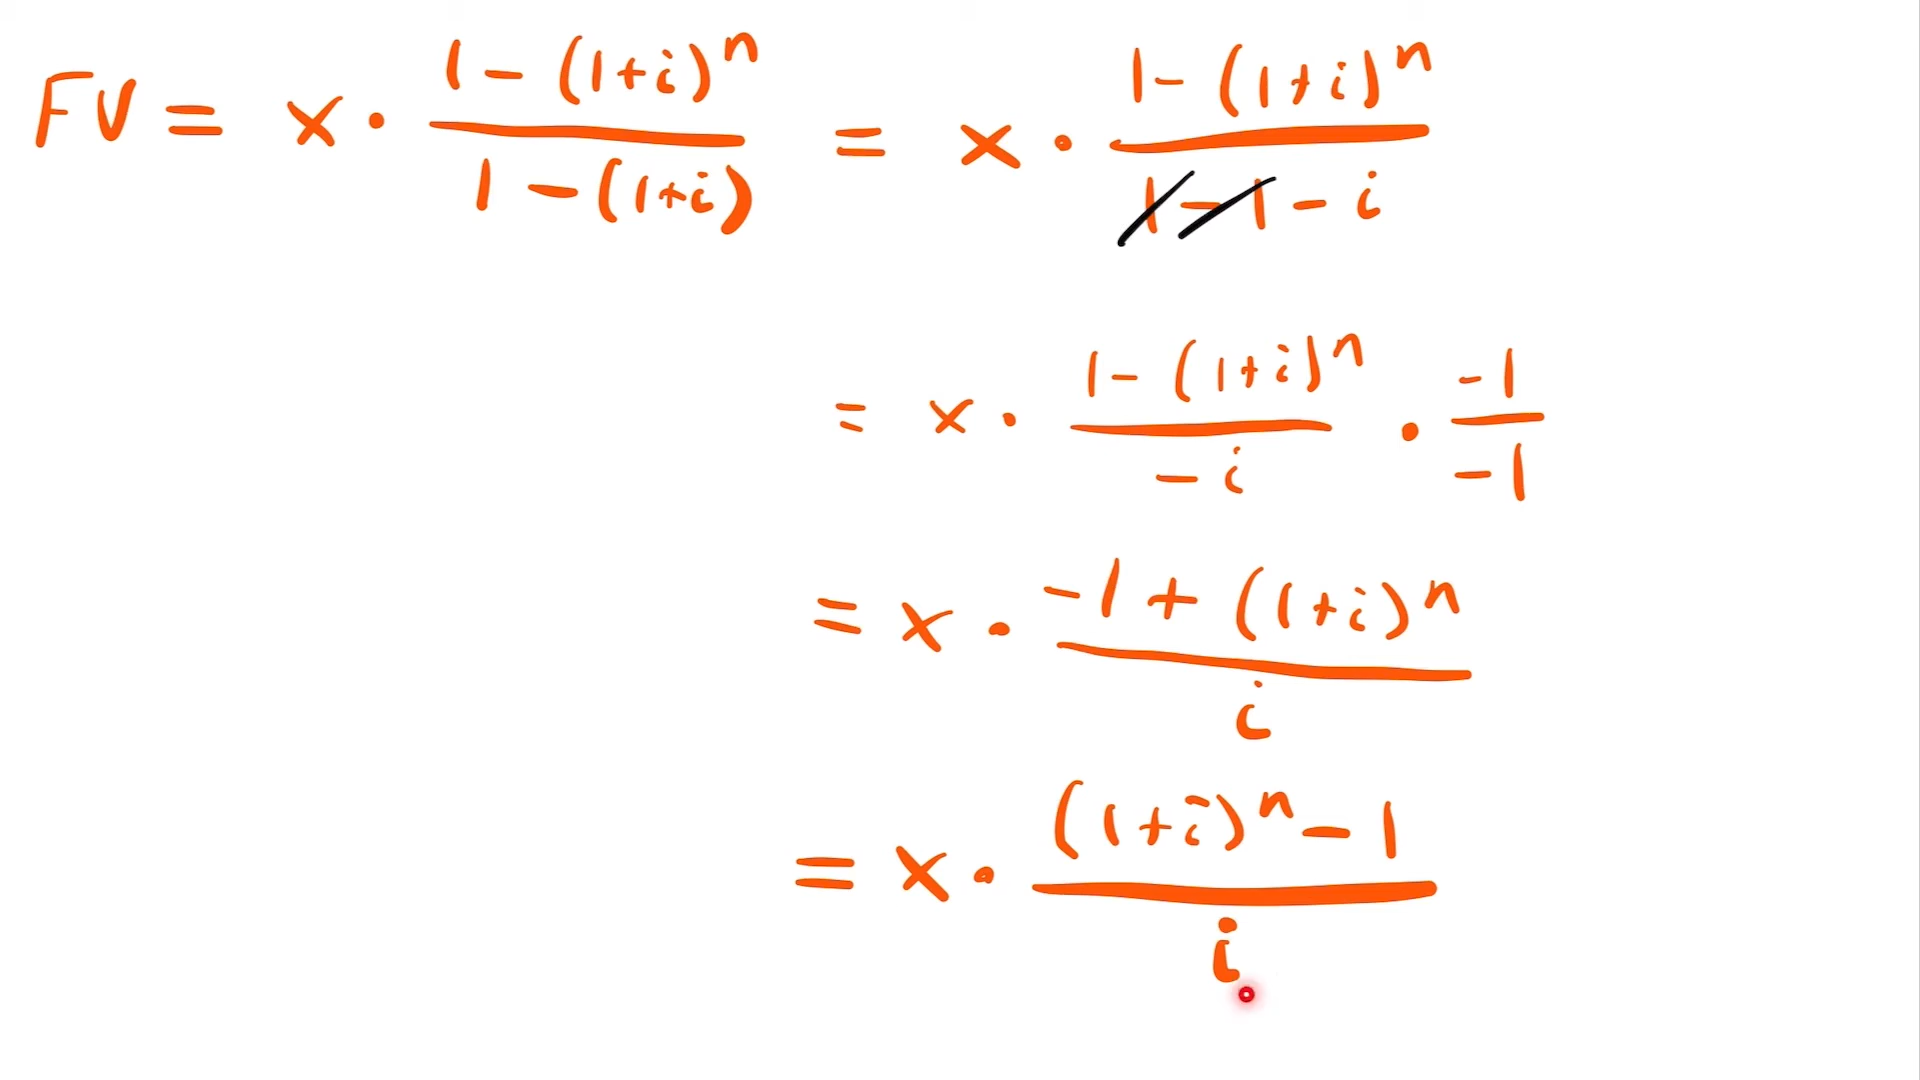 FV = x · (1 - (1+i)^n) / (1 - (1+i)) = x · (1 - (1+i)^n) / (1 - 1 - i)
= x · (1 - (1+i)^n) / (-i) · (-1) / (-1)
= x · (-1 + (1+i)^n) / i
= x · ((1+i)^n - 1) / i